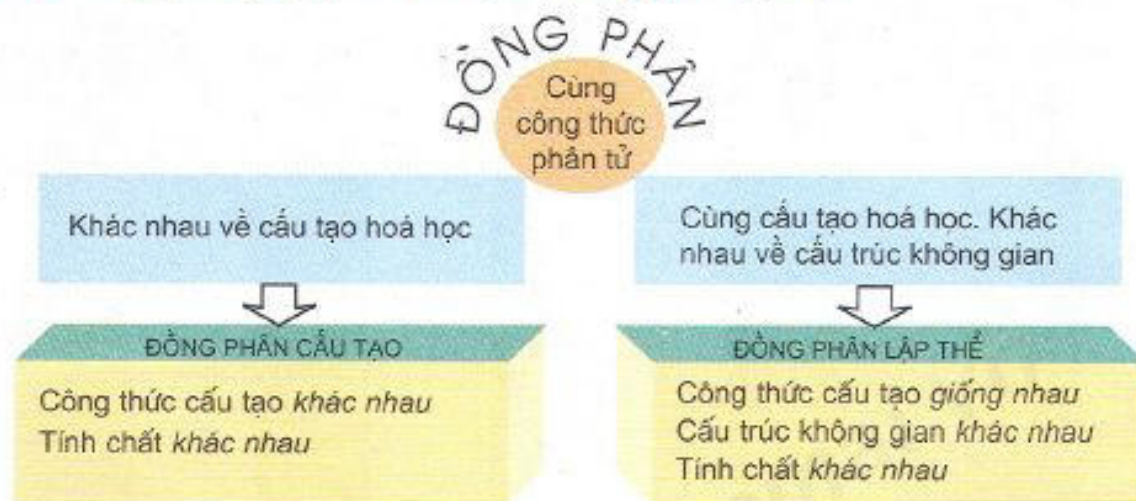 ĐỒNG PHÂN
Cùng
công thức
phân tử
Khác nhau về cấu tạo hoá học
Cùng cấu tạo hoá học. Khác
nhau về cấu trúc không gian
ĐỒNG PHÂN CẤU TẠO
Công thức cấu tạo khác nhau
Tính chất khác nhau
ĐỒNG PHÂN LẬP THỂ
Công thức cấu tạo giống nhau
Cấu trúc không gian khác nhau
Tính chất khác nhau